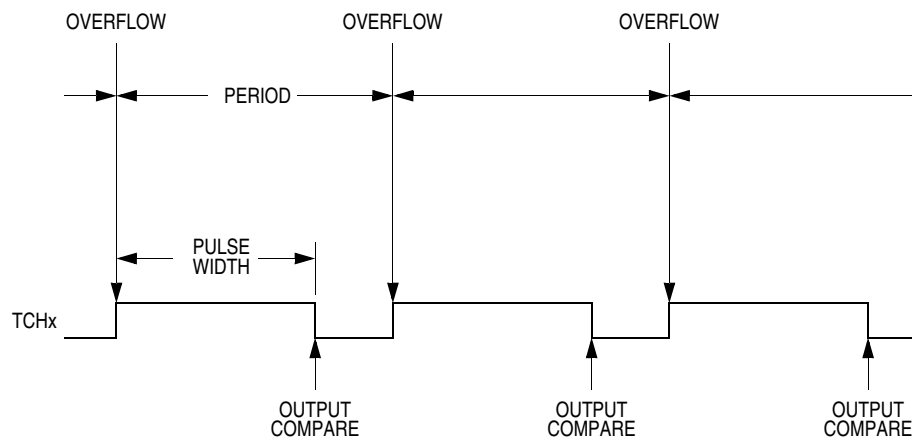 OVERFLOW
OVERFLOW
OVERFLOW
PERIOD
PULSE
WIDTH
TCHx
OUTPUT
COMPARE
OUTPUT
COMPARE
OUTPUT
COMPARE